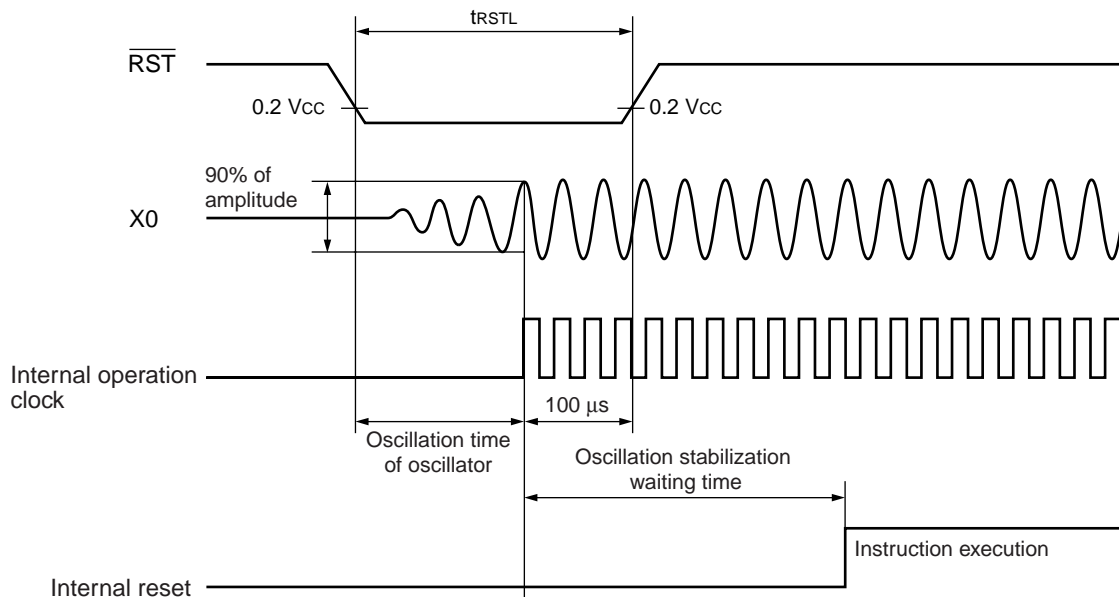 tRSTL
RST
0.2 VCC
0.2 VCC
90% of
amplitude
X0
Internal operation
clock
100 μs
Oscillation time
of oscillator
Oscillation stabilization
waiting time
Instruction execution
Internal reset